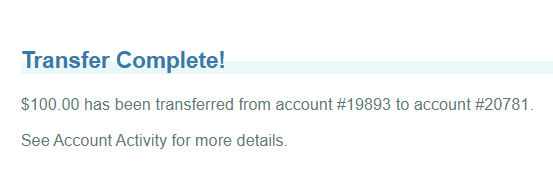 Transfer Complete!
$100.00 has been transferred from account #19893 to account #20781.
See Account Activity for more details.